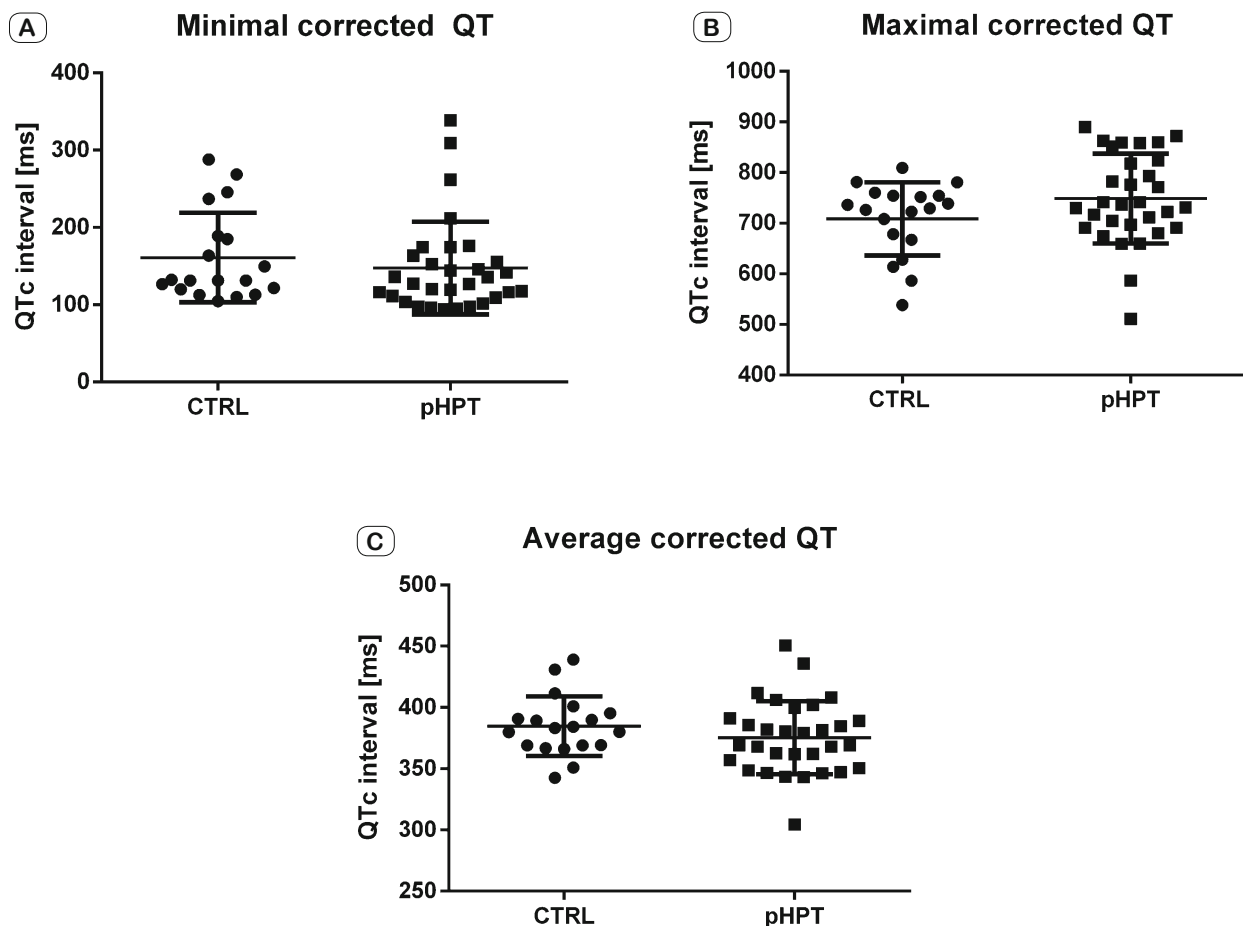 A
Minimal corrected QT
QTc interval [ms]
400
300
200
100
0
CTRL
pHPT
B
Maximal corrected QT
QTc interval [ms]
1000
900
800
700
600
500
400
CTRL
pHPT
C
Average corrected QT
QTc interval [ms]
500
450
400
350
300
250
CTRL
pHPT